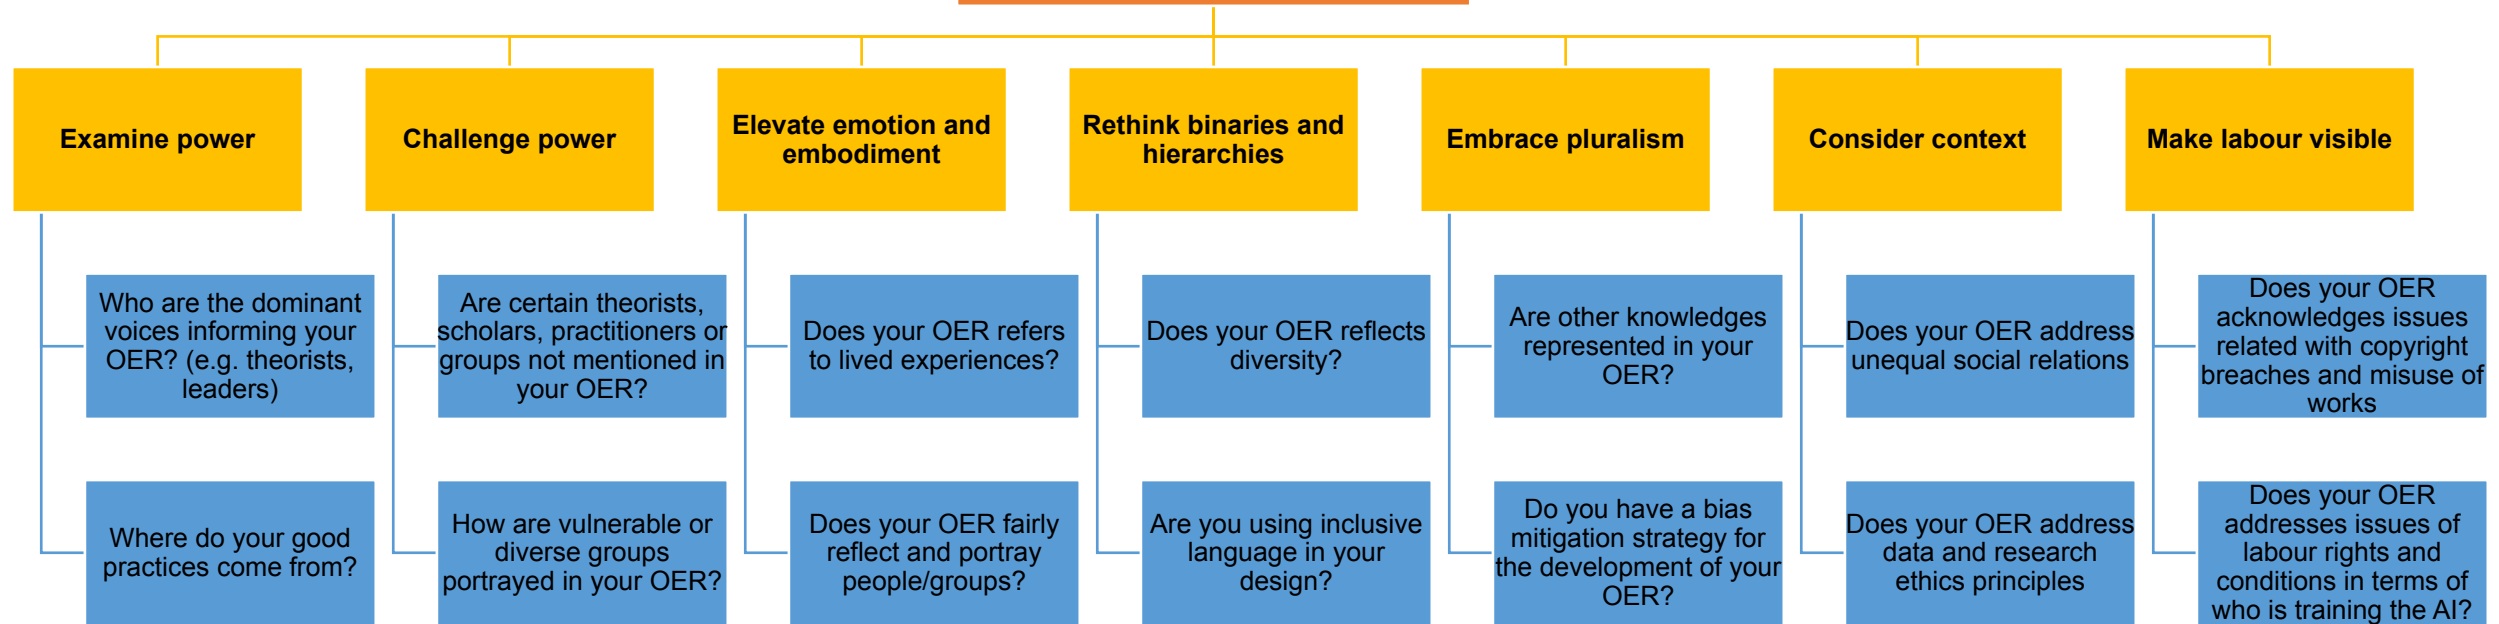 Examine power
Challenge power
Elevate emotion and
embodiment
Rethink binaries and
hierarchies
Embrace pluralism
Consider context
Make labour visible
Who are the dominant
voices informing your
OER? (e.g. theorists,
leaders)
Are certain theorists,
scholars, practitioners or
groups not mentioned in
your OER?
Does your OER refers
to lived experiences?
Does your OER reflects
diversity?
Are other knowledges
represented in your
OER?
Does your OER address
unequal social relations
Does your OER
acknowledges issues
related with copyright
breaches and misuse of
works
Where do your good
practices come from?
How are vulnerable or
diverse groups
portrayed in your OER?
Does your OER fairly
reflect and portray
people/groups?
Are you using inclusive
language in your
design?
Do you have a bias
mitigation strategy for
the development of your
OER?
Does your OER address
data and research
ethics principles
Does your OER
addresses issues of
labour rights and
conditions in terms of
who is training the AI?